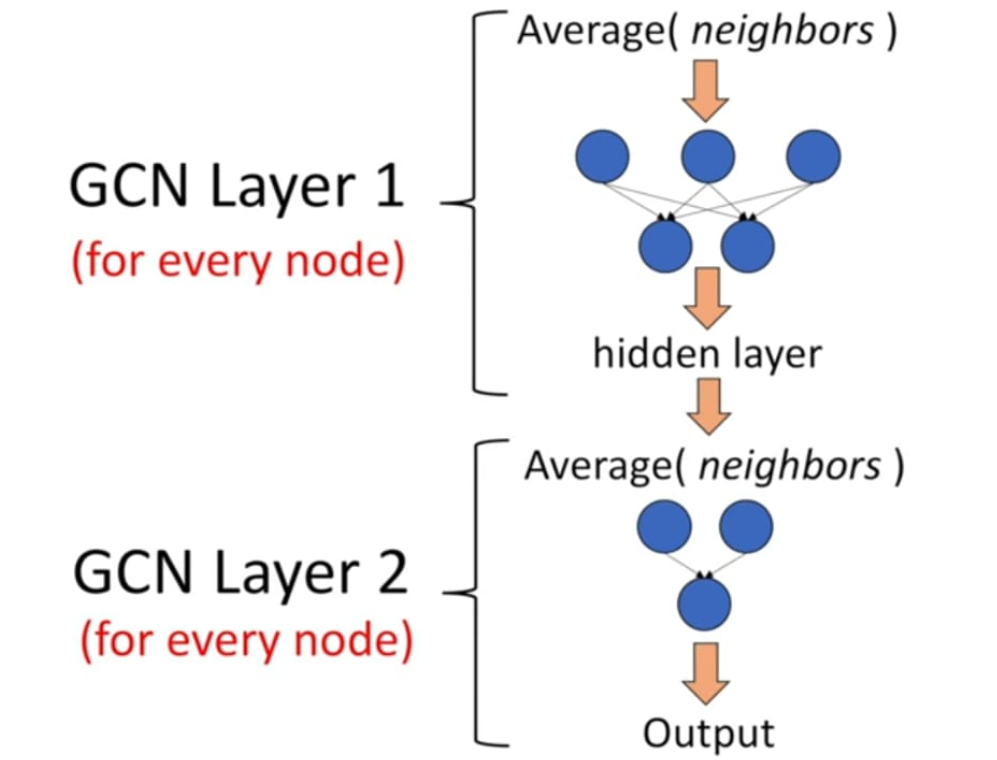 Average( neighbors )
GCN Layer 1
(for every node)
hidden layer
Average( neighbors )
GCN Layer 2
(for every node)
Output